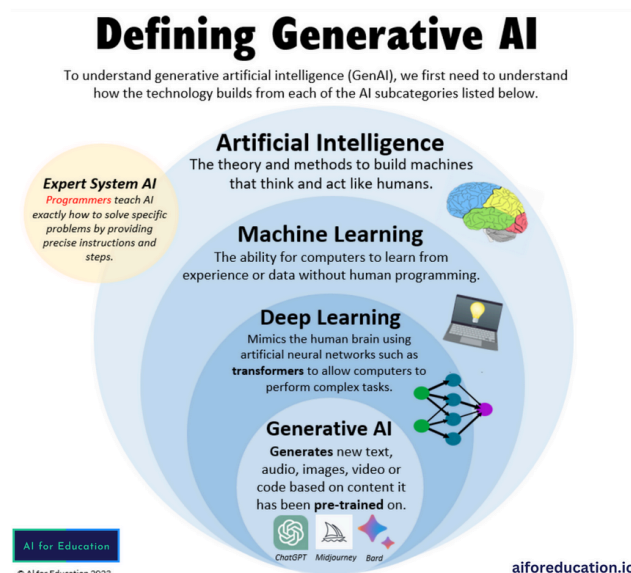 Defining Generative AI
To understand generative artificial intelligence (GenAI), we first need to understand
how the technology builds from each of the AI subcategories listed below.
Artificial Intelligence
The theory and methods to build machines
that think and act like humans.
Expert System AI
Programmers teach AI
exactly how to solve specific
problems by providing
precise instructions and
steps.
Machine Learning
The ability for computers to learn from
experience or data without human programming.
Deep Learning
Mimics the human brain using
artificial neural networks such as
transformers to allow computers to
perform complex tasks.
Generative AI
Generates new text,
audio, images, video or
code based on content it
has been pre-trained on.
ChatGPT Midjourney Bard
AI for Education
© AI for Education 2023
aiforeducation.io